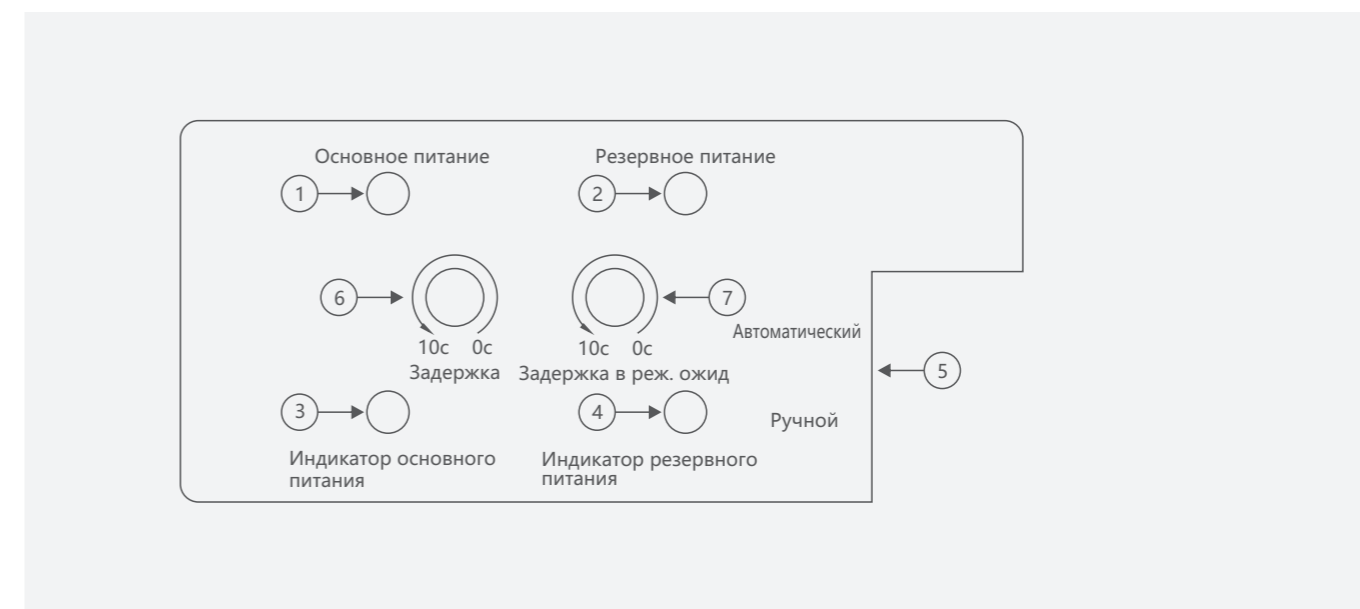 Основное питание
Резервное питание
1
2
6
7
10с 0с
10с 0с
Автоматический
Задержка
Задержка в реж. ожид
5
3
4
Ручной
Индикатор основного
питания
Индикатор резервного
питания